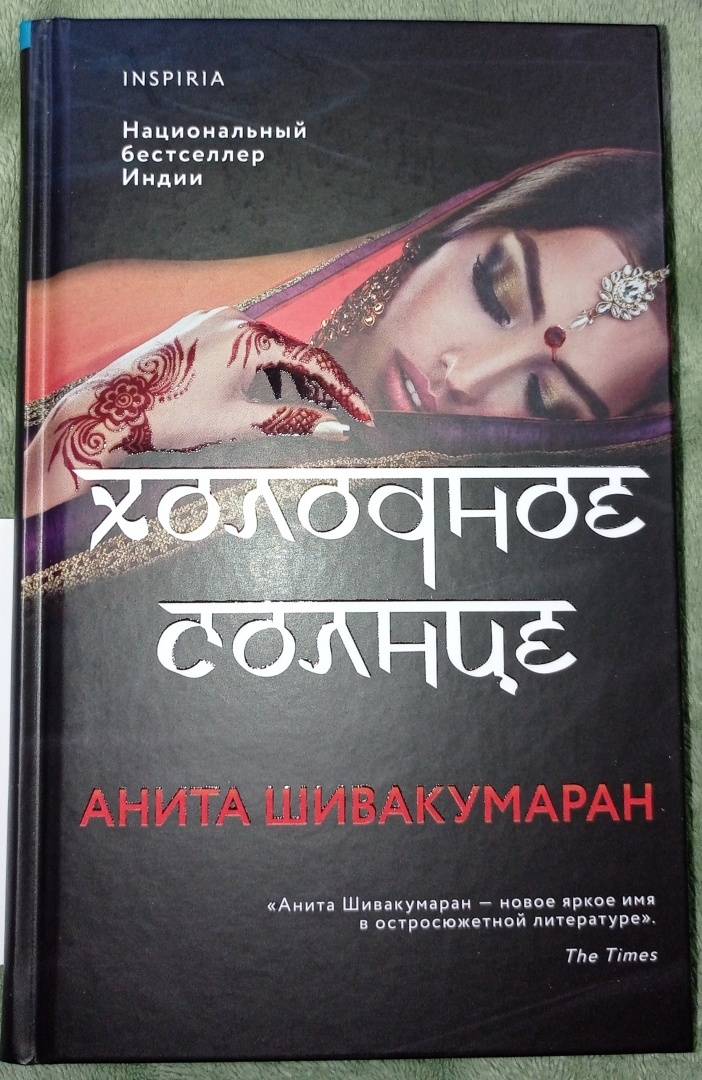 INSPIRIA
Национальный
бестселлер
Индии
ХОЛОДНОЕ
СОЛНЦЕ
АНИТА ШИВАКУМАРАН
«Анита Шивакумаран — новое яркое имя
в остросюжетной литературе».
The Times